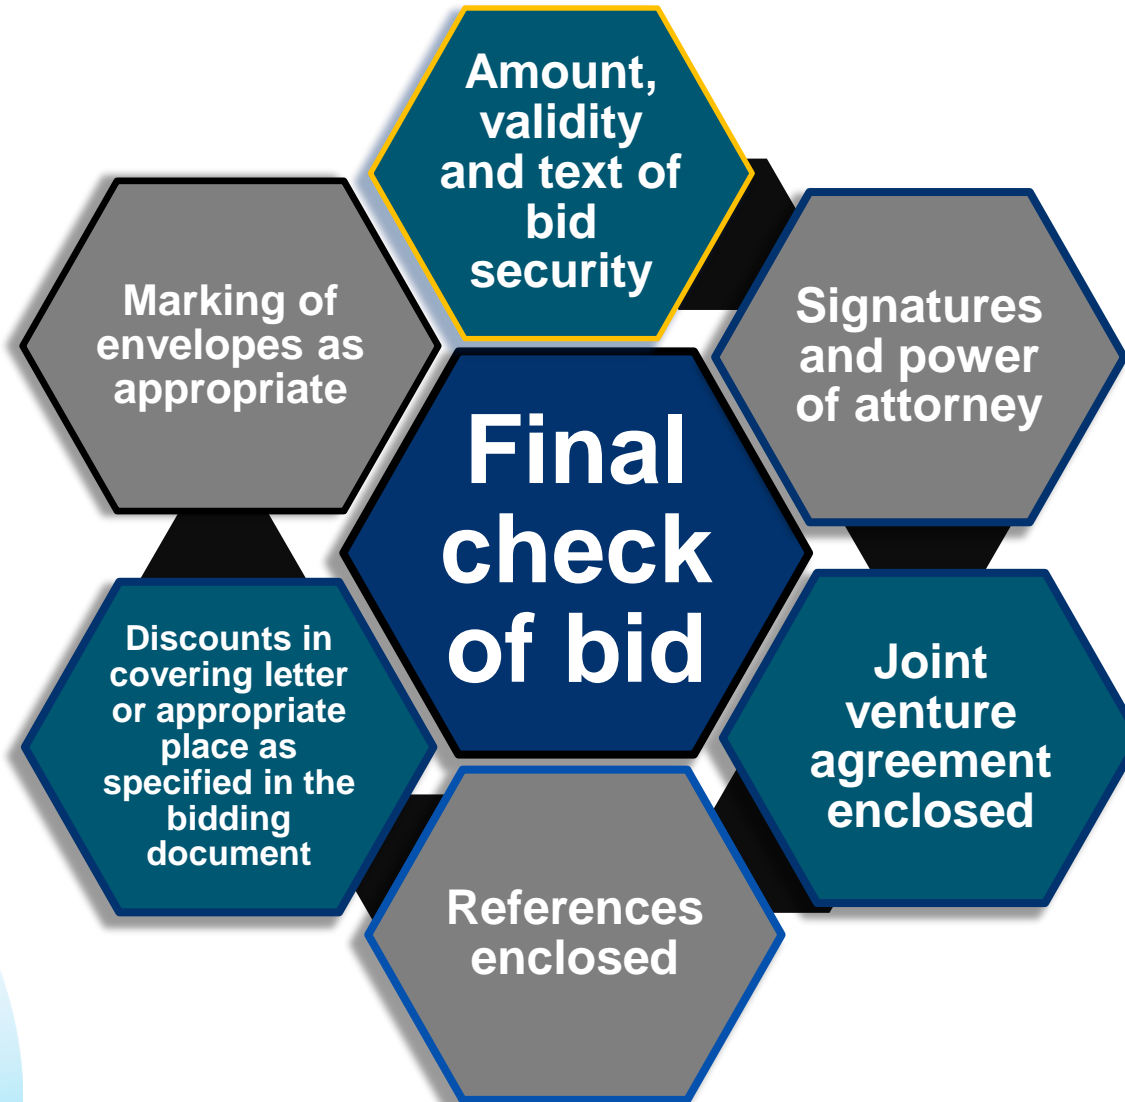 Amount,
validity
and text of
bid
security
Signatures
and power
of attorney
Joint
venture
agreement
enclosed
References
enclosed
Discounts in
covering letter
or appropriate
place as
specified in the
bidding
document
Marking of
envelopes as
appropriate
Final
check
of bid